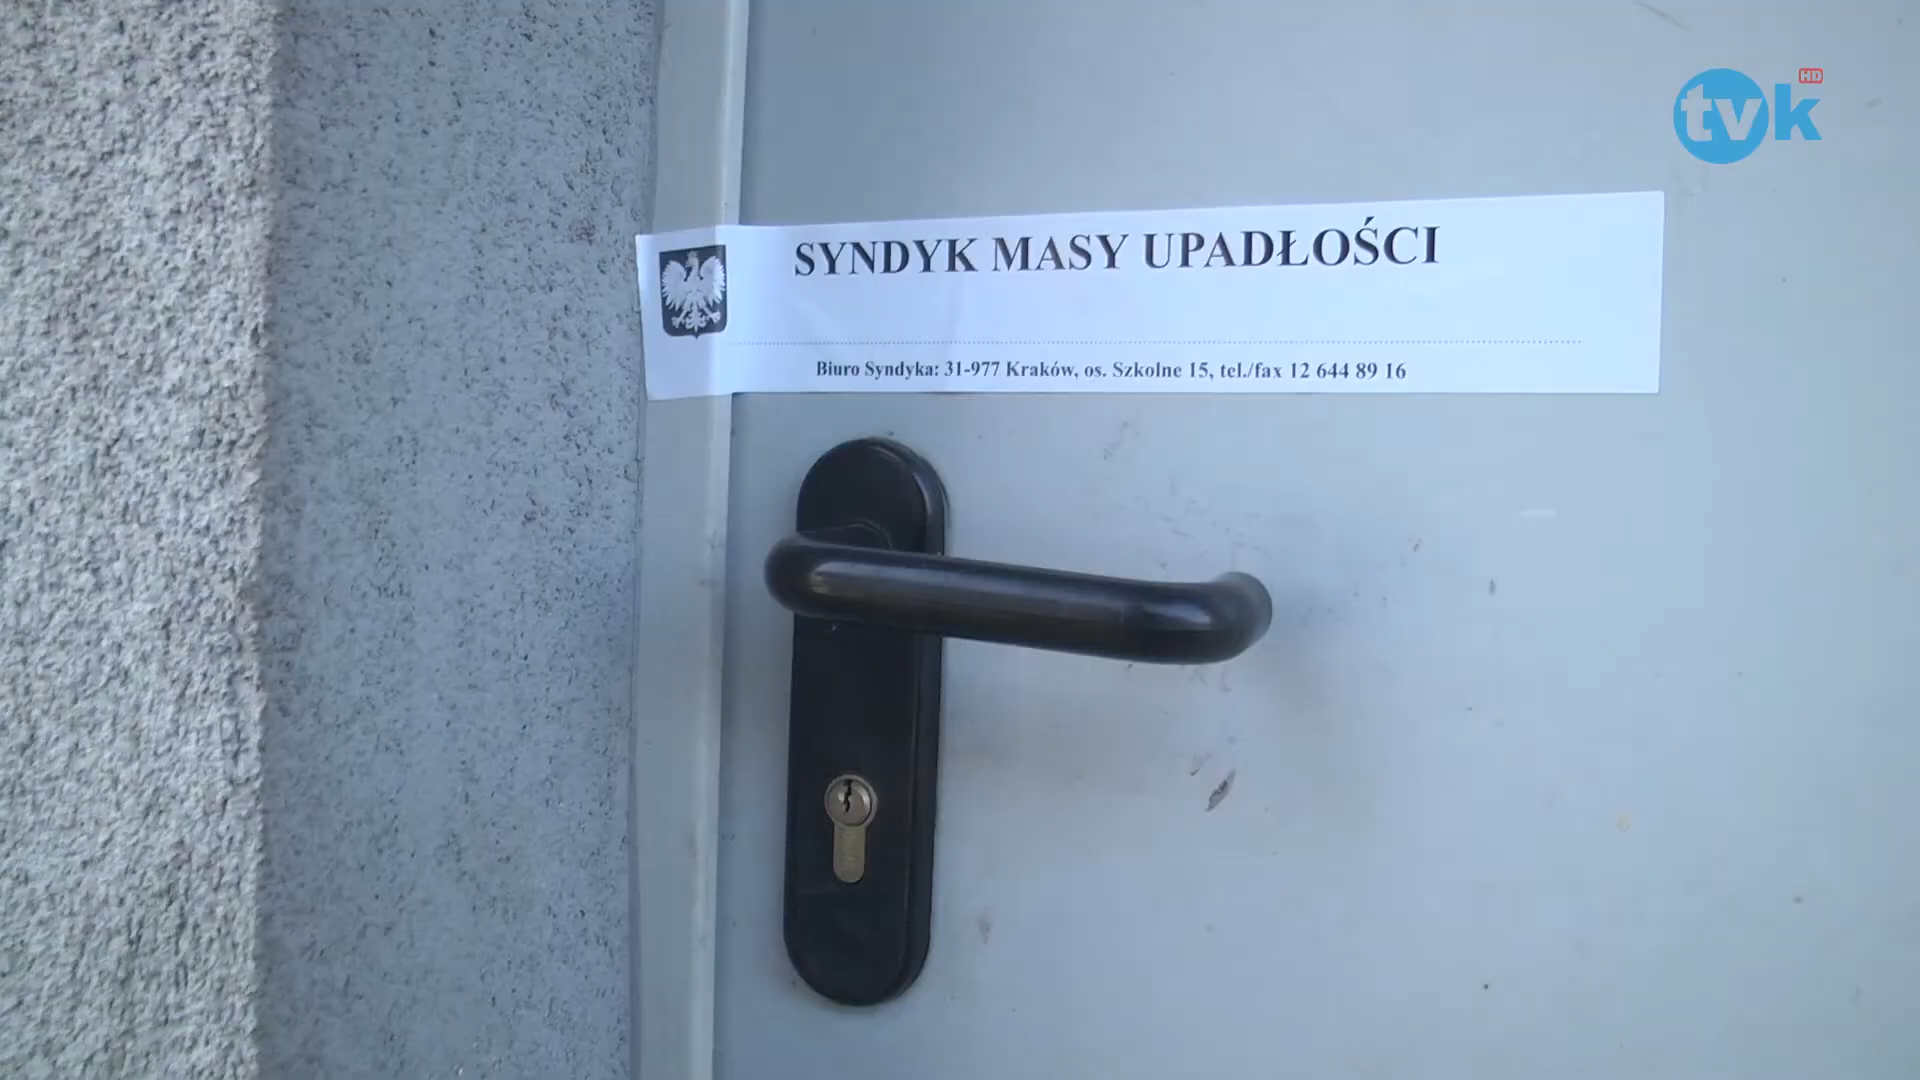 tvk HD
SYNDYK MASY UPADŁOŚCI
Biuro Syndyka: 31-977 Kraków, os. Szkolne 15, tel./fax 12 644 89 16